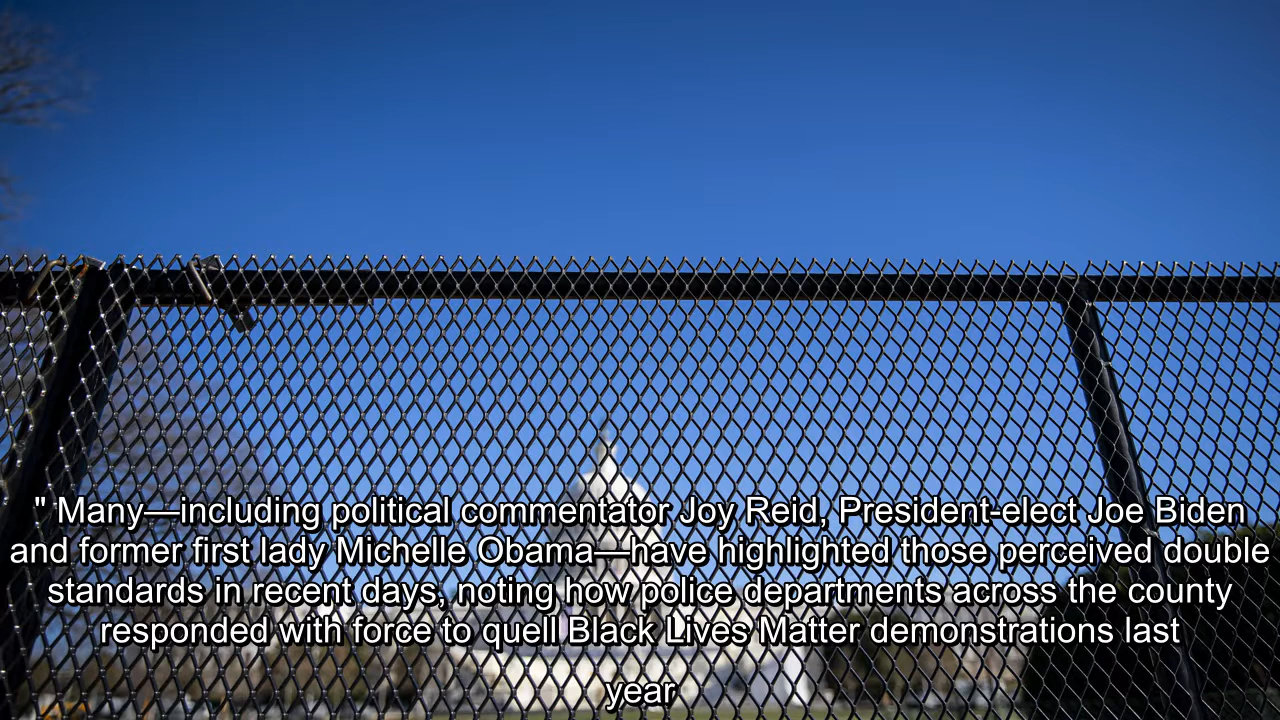 " Many—including political commentator Joy Reid, President-elect Joe Biden
and former first lady Michelle Obama—have highlighted those perceived double
standards in recent days, noting how police departments across the county
responded with force to quell Black Lives Matter demonstrations last
year